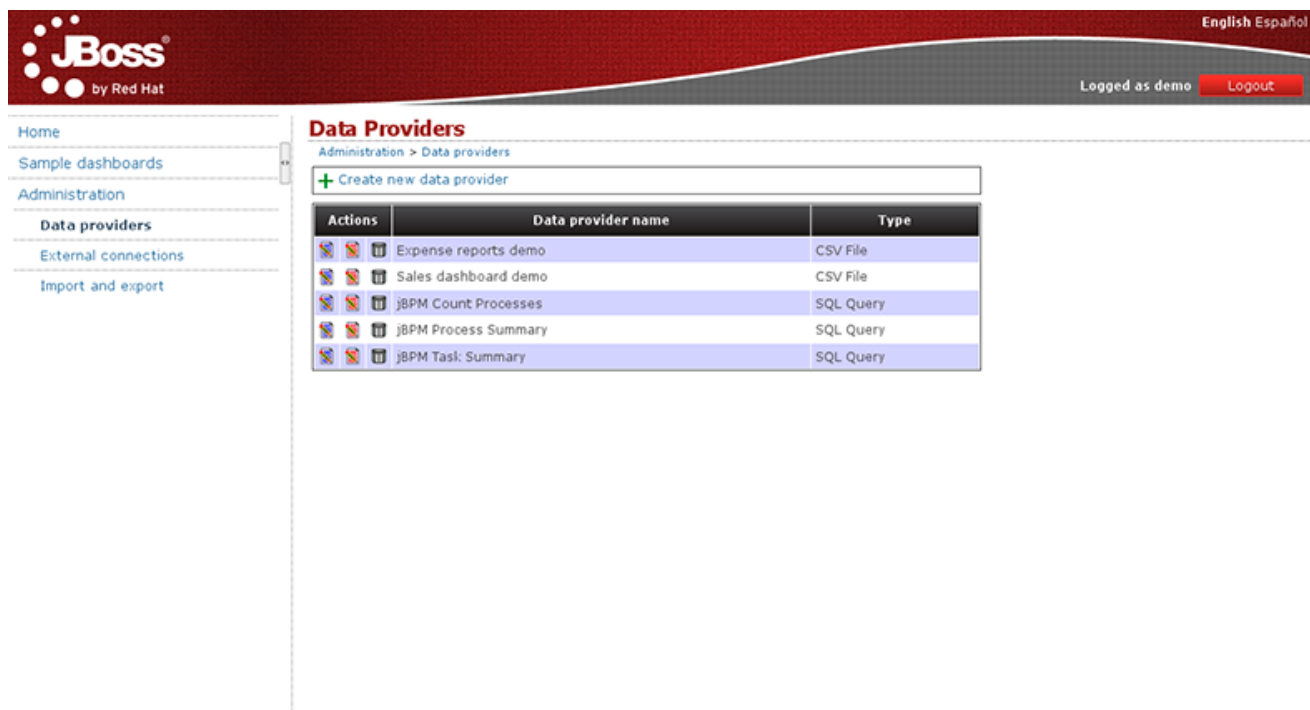 English Español
JBoss®
by Red Hat
Logged as demo Logout
Home
Sample dashboards
Administration
Data providers
External connections
Import and export
Data Providers
Administration > Data providers
Create new data provider
Actions Data provider name Type
Expense reports demo CSV File
Sales dashboard demo CSV File
jBPM Count Processes SQL Query
jBPM Process Summary SQL Query
jBPM Task Summary SQL Query